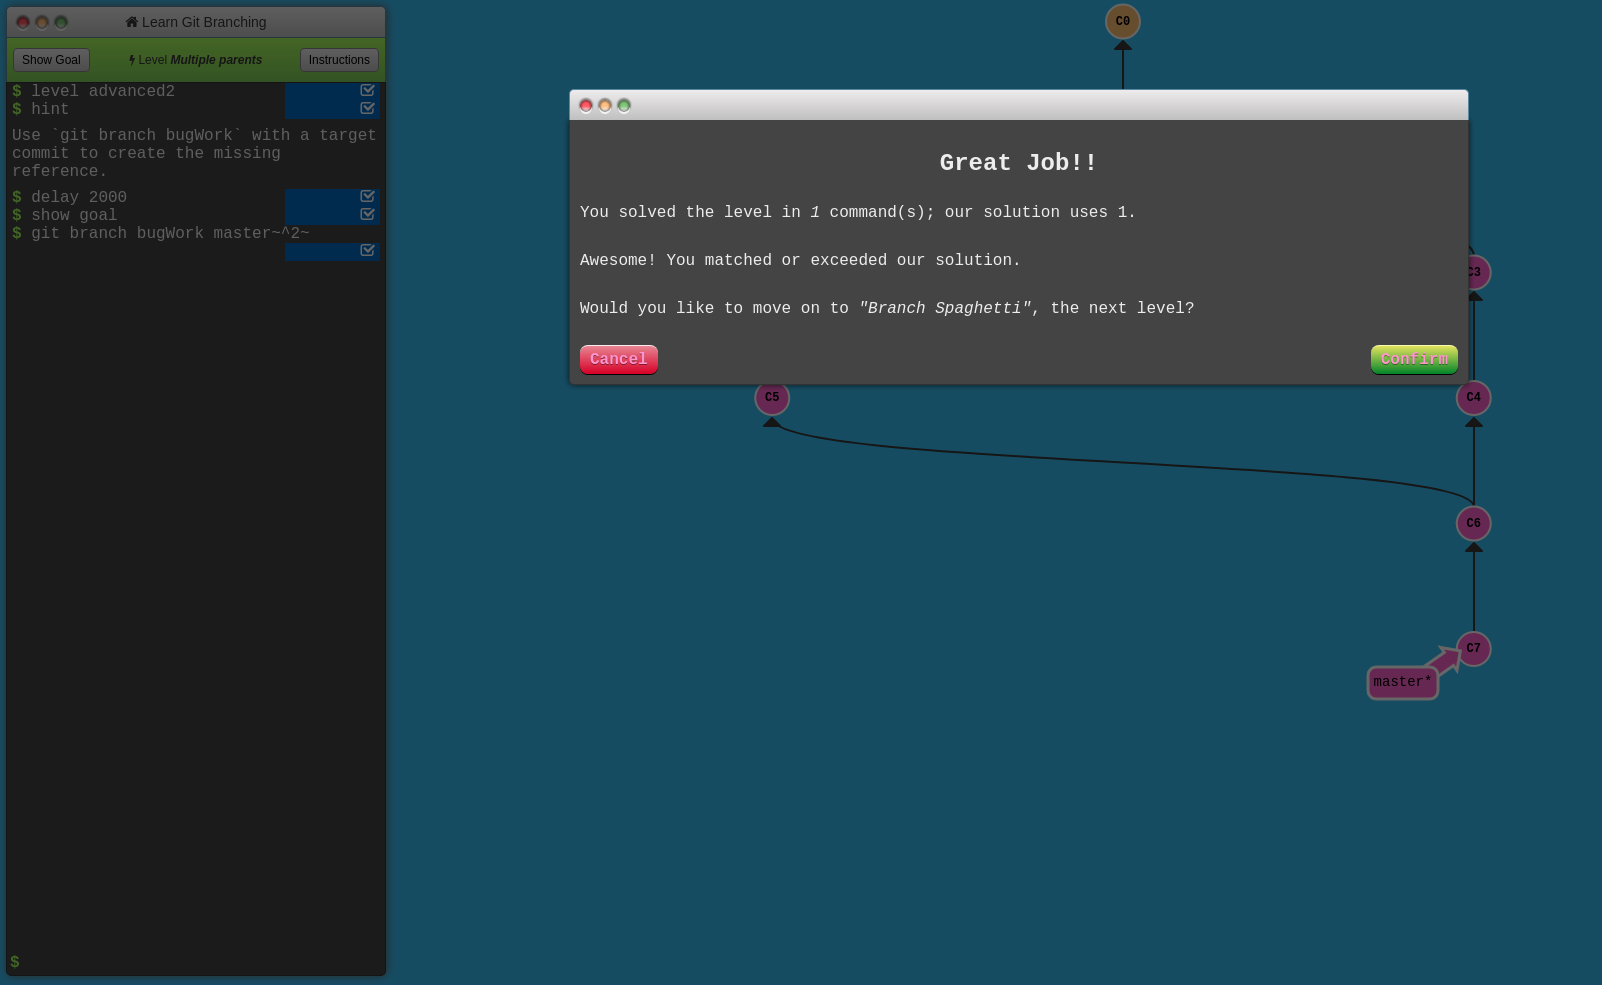 Learn Git Branching
Show Goal
Level Multiple parents
Instructions
$ level advanced2
$ hint
Use `git branch bugWork` with a target
commit to create the missing
reference.
$ delay 2000
$ show goal
$ git branch bugWork master~^2~
$
C0
Great Job!!
You solved the level in 1 command(s); our solution uses 1.
Awesome! You matched or exceeded our solution.
Would you like to move on to "Branch Spaghetti", the next level?
Cancel
Confirm
C3
C5
C4
C6
C7
master*